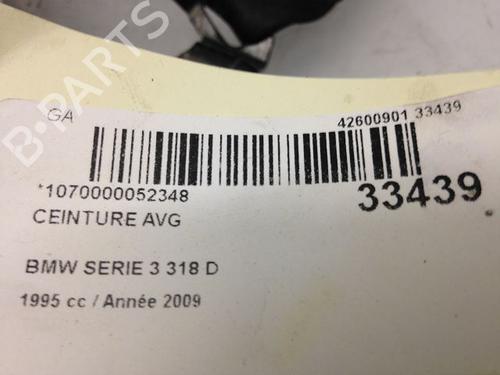 B-PARTS
GA
42600901 33439
*1070000052348
33439
CEINTURE AVG
BMW SERIE 3 318 D
1995 cc / Année 2009